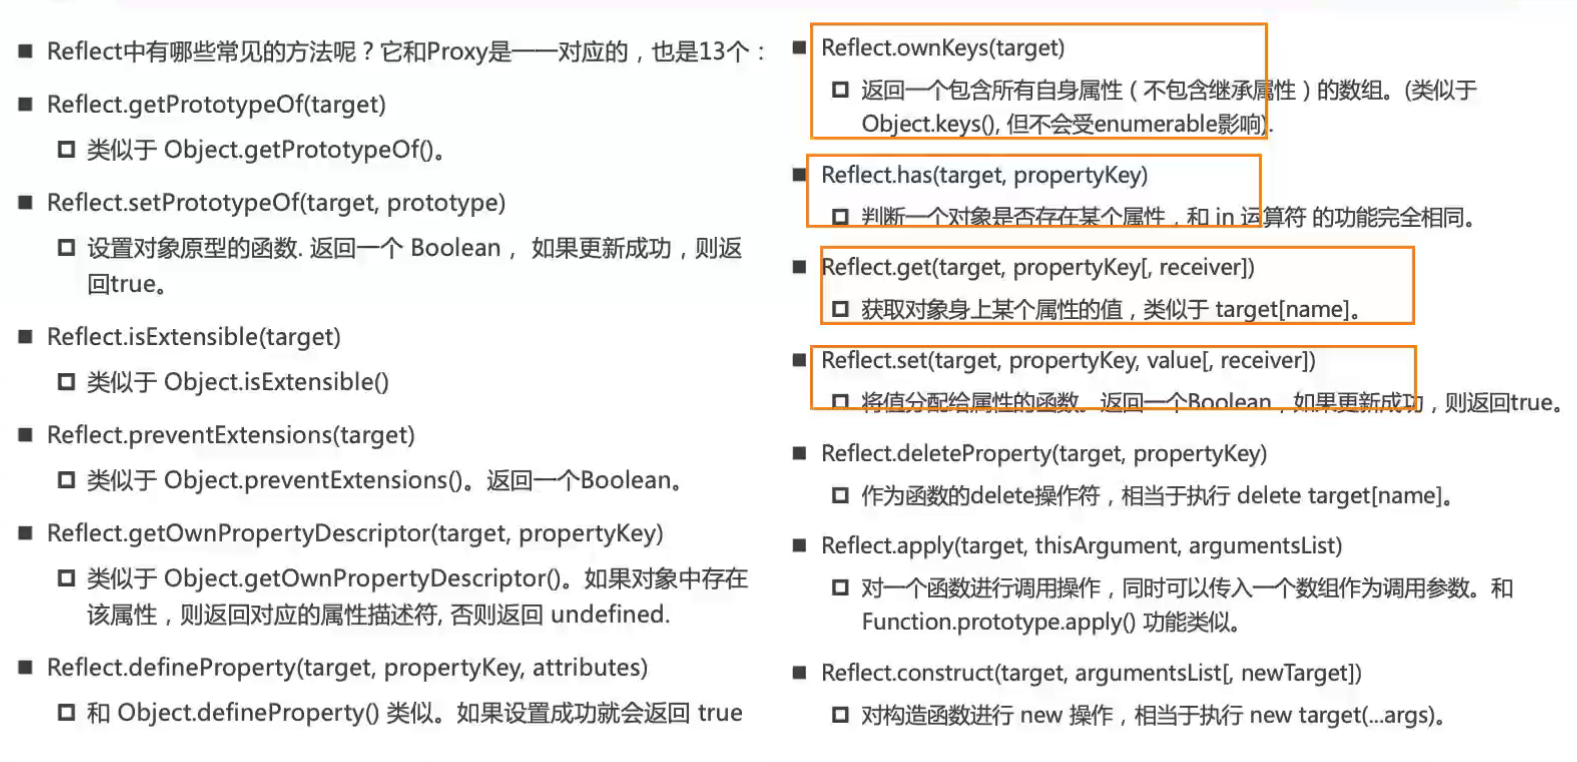 Reflect中有哪些常见的方法呢？它和Proxy是一一对应的，也是13个：
Reflect.getPrototypeOf(target)
类似于 Object.getPrototypeOf()。
Reflect.setPrototypeOf(target, prototype)
设置对象原型的函数. 返回一个 Boolean， 如果更新成功，则返
回true。
Reflect.isExtensible(target)
类似于 Object.isExtensible()
Reflect.preventExtensions(target)
类似于 Object.preventExtensions()。返回一个Boolean。
Reflect.getOwnPropertyDescriptor(target, propertyKey)
类似于 Object.getOwnPropertyDescriptor()。如果对象中存在
该属性，则返回对应的属性描述符, 否则返回 undefined.
Reflect.defineProperty(target, propertyKey, attributes)
和 Object.defineProperty() 类似。如果设置成功就会返回 true
Reflect.ownKeys(target)
返回一个包含所有自身属性（不包含继承属性）的数组。(类似于
Object.keys(), 但不会受enumerable影响).
Reflect.has(target, propertyKey)
判断一个对象是否存在某个属性，和 in 运算符 的功能完全相同。
Reflect.get(target, propertyKey[, receiver])
获取对象身上某个属性的值，类似于 target[name]。
Reflect.set(target, propertyKey, value[, receiver])
将值分配给属性的函数。返回一个Boolean，如果更新成功，则返回true。
Reflect.deleteProperty(target, propertyKey)
作为函数的delete操作符，相当于执行 delete target[name]。
Reflect.apply(target, thisArgument, argumentsList)
对一个函数进行调用操作，同时可以传入一个数组作为调用参数。和
Function.prototype.apply() 功能类似。
Reflect.construct(target, argumentsList[, newTarget])
对构造函数进行 new 操作，相当于执行 new target(...args)。